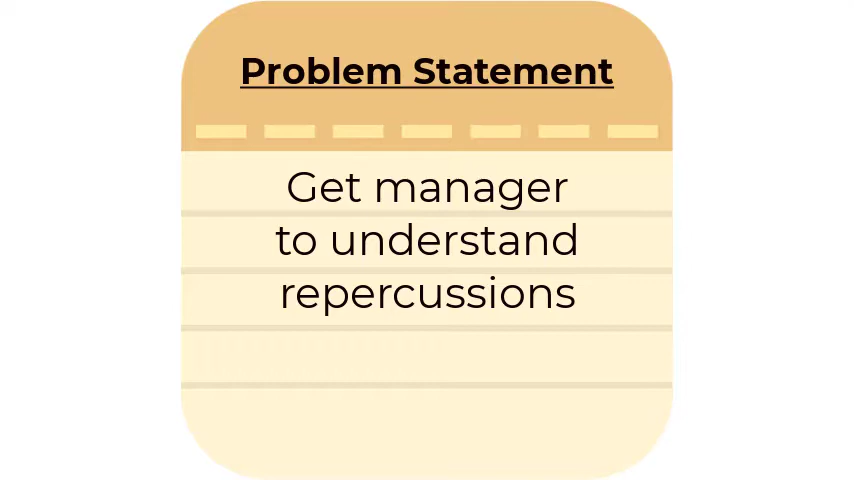 Problem Statement
Get manager
to understand
repercussions